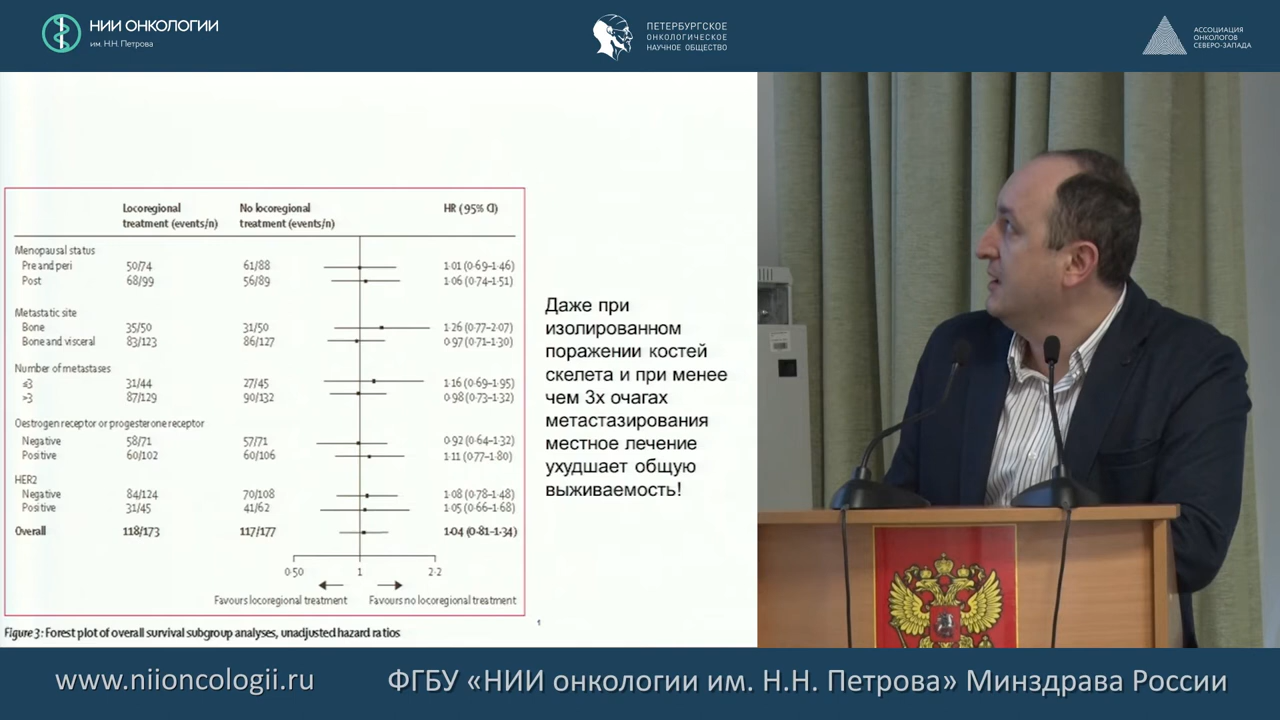 НИИ ОНКОЛОГИИ
им. Н.Н. Петрова
ПЕТЕРБУРГСКОЕ
ОНКОЛОГИЧЕСКОЕ
НАУЧНОЕ ОБЩЕСТВО
АССОЦИАЦИЯ
ОНКОЛОГОВ
СЕВЕРО-ЗАПАДА
Locoregional treatment (events/n) No locoregional treatment (events/n) HR (95% CI)
Menopausal status
Pre and peri 50/74 61/88 1·01 (0·69–1·46)
Post 68/99 56/89 1·06 (0·74–1·51)
Metastatic site
Bone 35/50 31/50 1·26 (0·77–2·07)
Bone and visceral 83/123 86/127 0·97 (0·71–1·30)
Number of metastases
≤3 31/44 27/45 1·16 (0·69–1·95)
>3 87/129 90/132 0·98 (0·73–1·32)
Oestrogen receptor or progesterone receptor
Negative 58/71 57/71 0·92 (0·64–1·32)
Positive 60/102 60/106 1·11 (0·77–1·80)
HER2
Negative 84/124 70/108 1·08 (0·78–1·48)
Positive 31/45 41/62 1·05 (0·66–1·68)
Overall 118/173 117/177 1·04 (0·81–1·34)
0·50 1 2·2
Favours locoregional treatment Favours no locoregional treatment
Figure 3: Forest plot of overall survival subgroup analyses, unadjusted hazard ratios
Даже при
изолированном
поражении костей
скелета и при менее
чем 3х очагах
метастазирования
местное лечение
ухудшает общую
выживаемость!
www.niioncologii.ru
ФГБУ «НИИ онкологии им. Н.Н. Петрова» Минздрава России